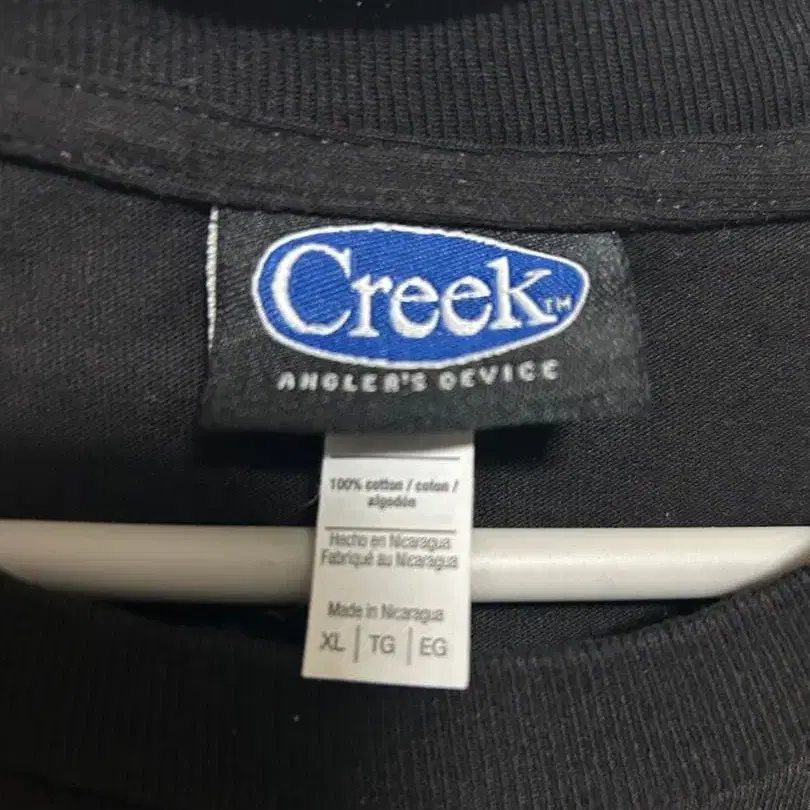 Creek™
ANGLER'S DEVICE
100% cotton / coton /
algodón
Hecho en Nicaragua
Fabriqué au Nicaragua
Made in Nicaragua
XL | TG | EG